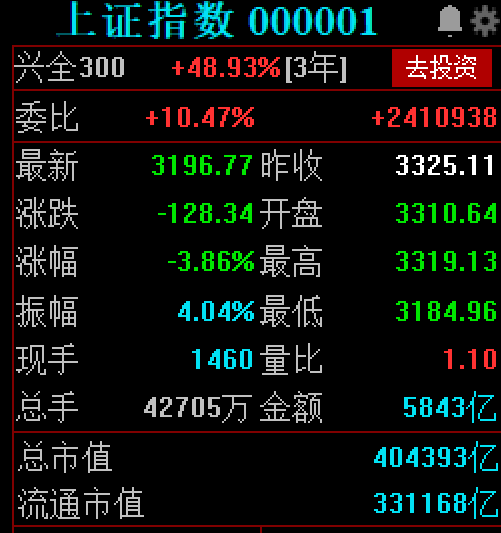 上证指数 000001
兴全300 +48.93%[3年] 去投资
委比 +10.47% +2410938
最新 3196.77 昨收 3325.11
涨跌 -128.34 开盘 3310.64
涨幅 -3.86% 最高 3319.13
振幅 4.04% 最低 3184.96
现手 1460 量比 1.10
总手 42705万 金额 5843亿
总市值 404393亿
流通市值 331168亿